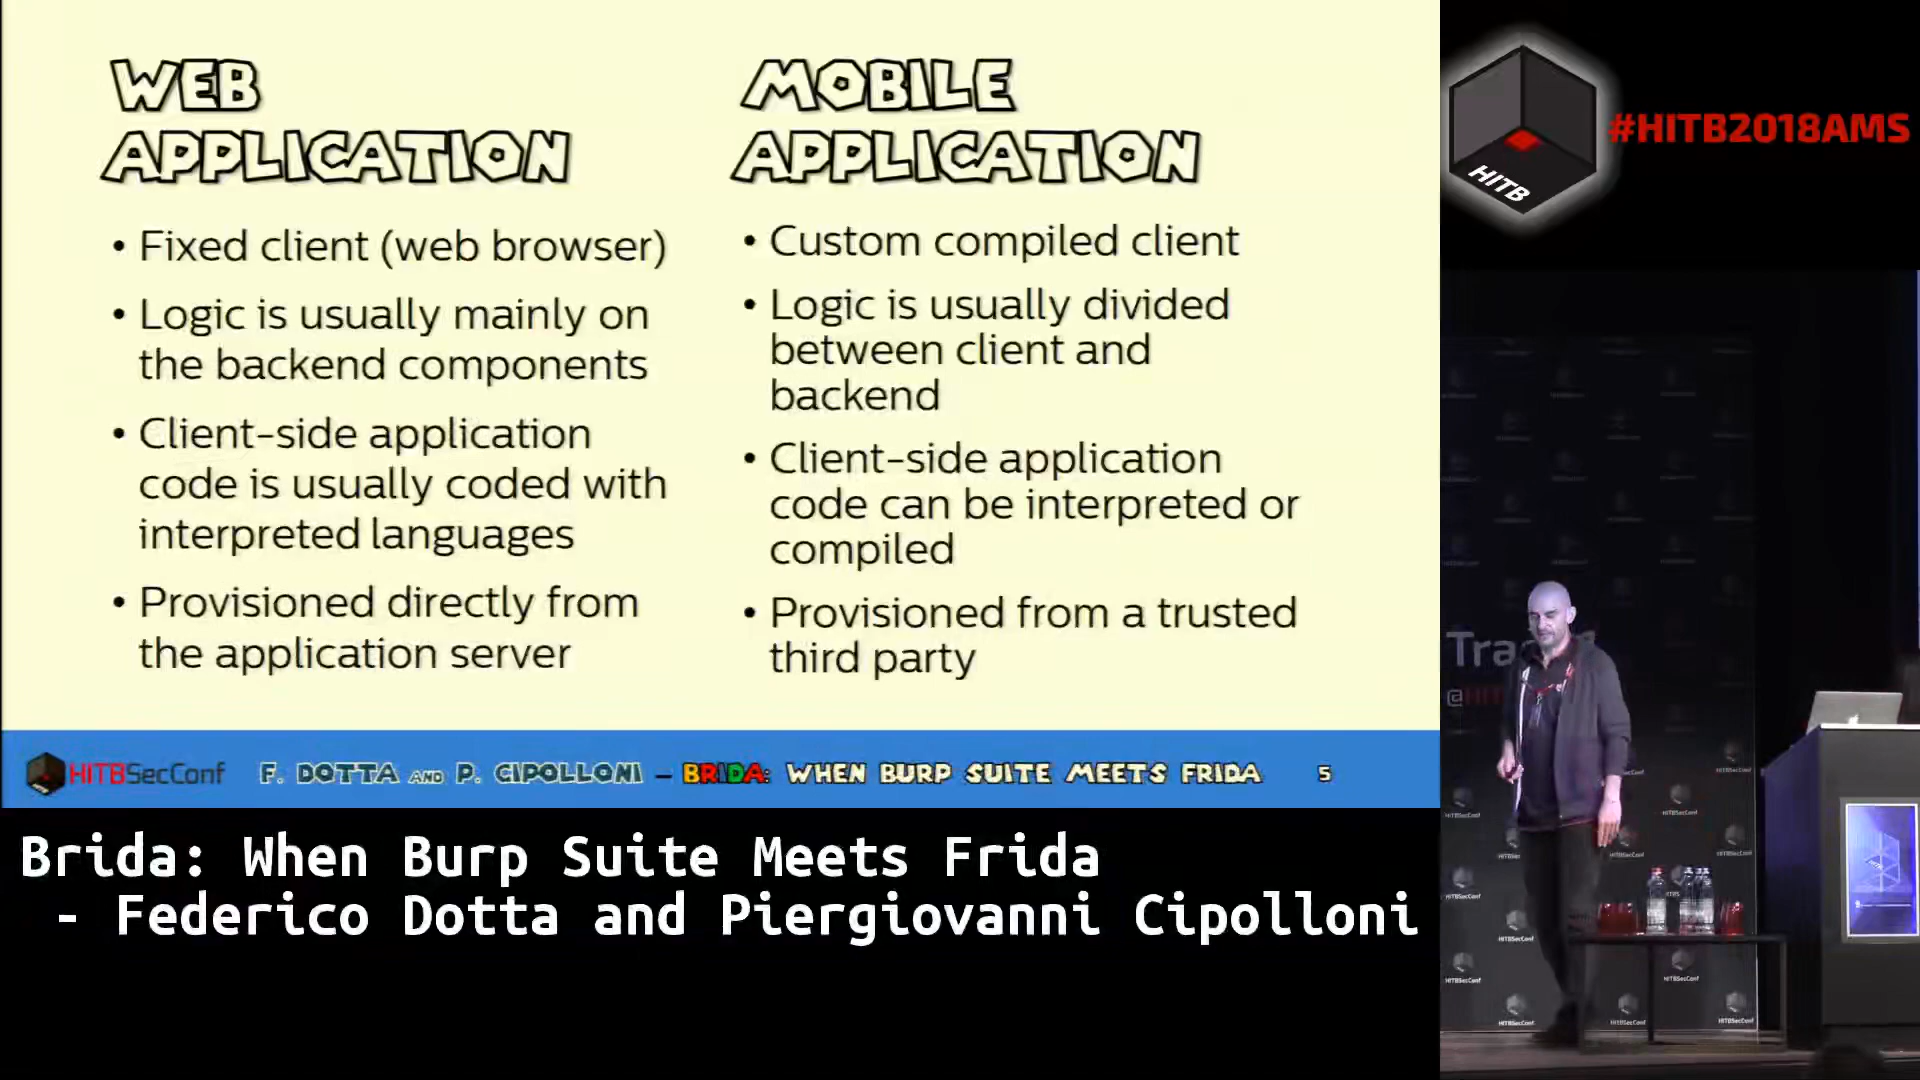 WEB
APPLICATION
• Fixed client (web browser)
• Logic is usually mainly on
the backend components
• Client-side application
code is usually coded with
interpreted languages
• Provisioned directly from
the application server
MOBILE
APPLICATION
• Custom compiled client
• Logic is usually divided
between client and
backend
• Client-side application
code can be interpreted or
compiled
• Provisioned from a trusted
third party
HITBSecConf F. DOTTA AND P. CIPOLLONI – BRIDA: WHEN BURP SUITE MEETS FRIDA 5
Brida: When Burp Suite Meets Frida
- Federico Dotta and Piergiovanni Cipolloni
HITB
#HITB2018AMS
HITBSecConf
HITBSecConf
HITBSecConf
HITBSecConf